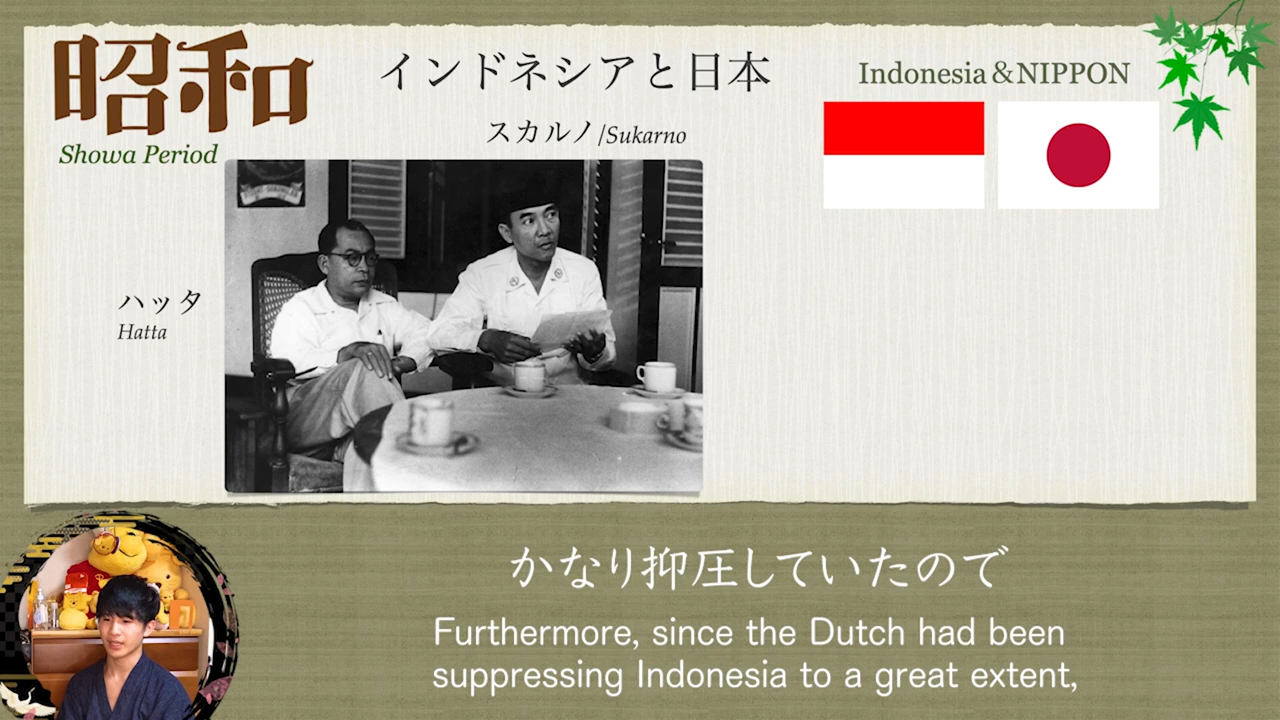 昭和
Showa Period
インドネシアと日本
Indonesia&NIPPON
スカルノ/Sukarno
ハッタ
Hatta
かなり抑圧していたので
Furthermore, since the Dutch had been
suppressing Indonesia to a great extent,